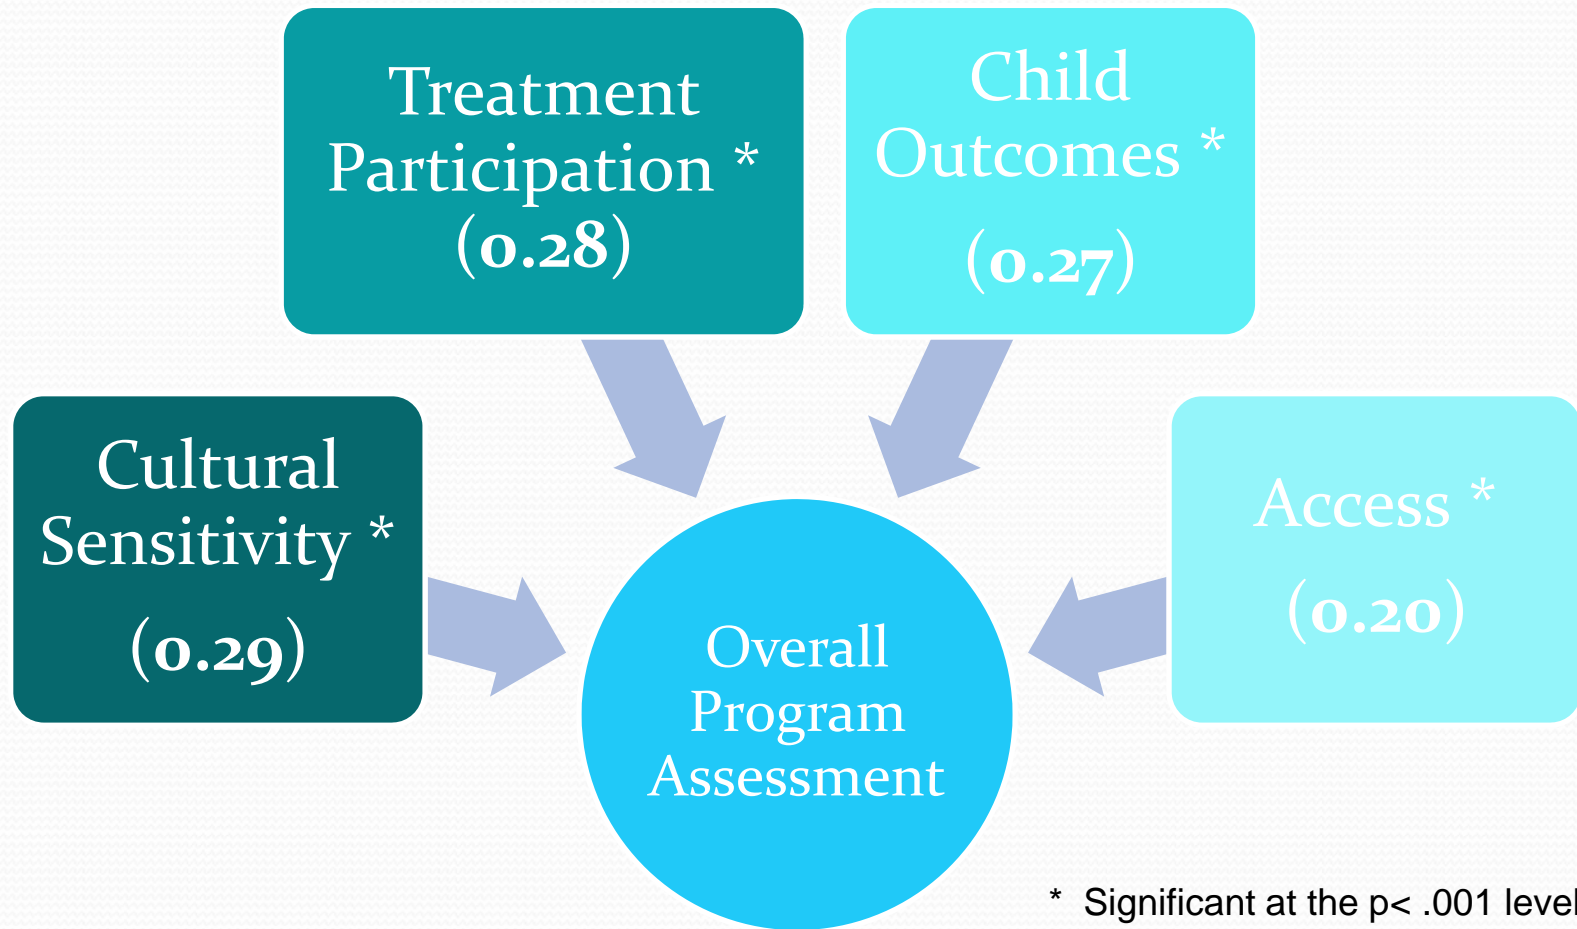 Treatment
Participation *
(0.28)
Child
Outcomes *
(0.27)
Cultural
Sensitivity *
(0.29)
Access *
(0.20)
Overall
Program
Assessment
* Significant at the p< .001 level